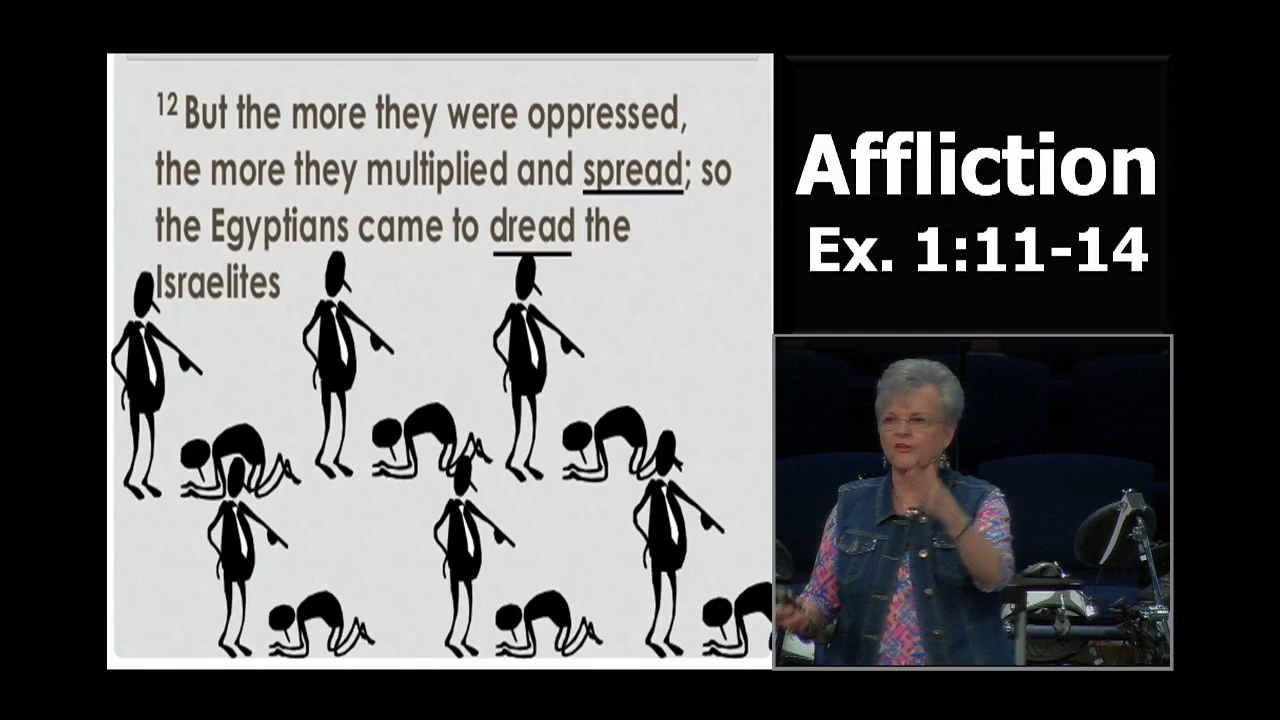 12 But the more they were oppressed,
the more they multiplied and spread; so
the Egyptians came to dread the
Israelites
Affliction
Ex. 1:11-14